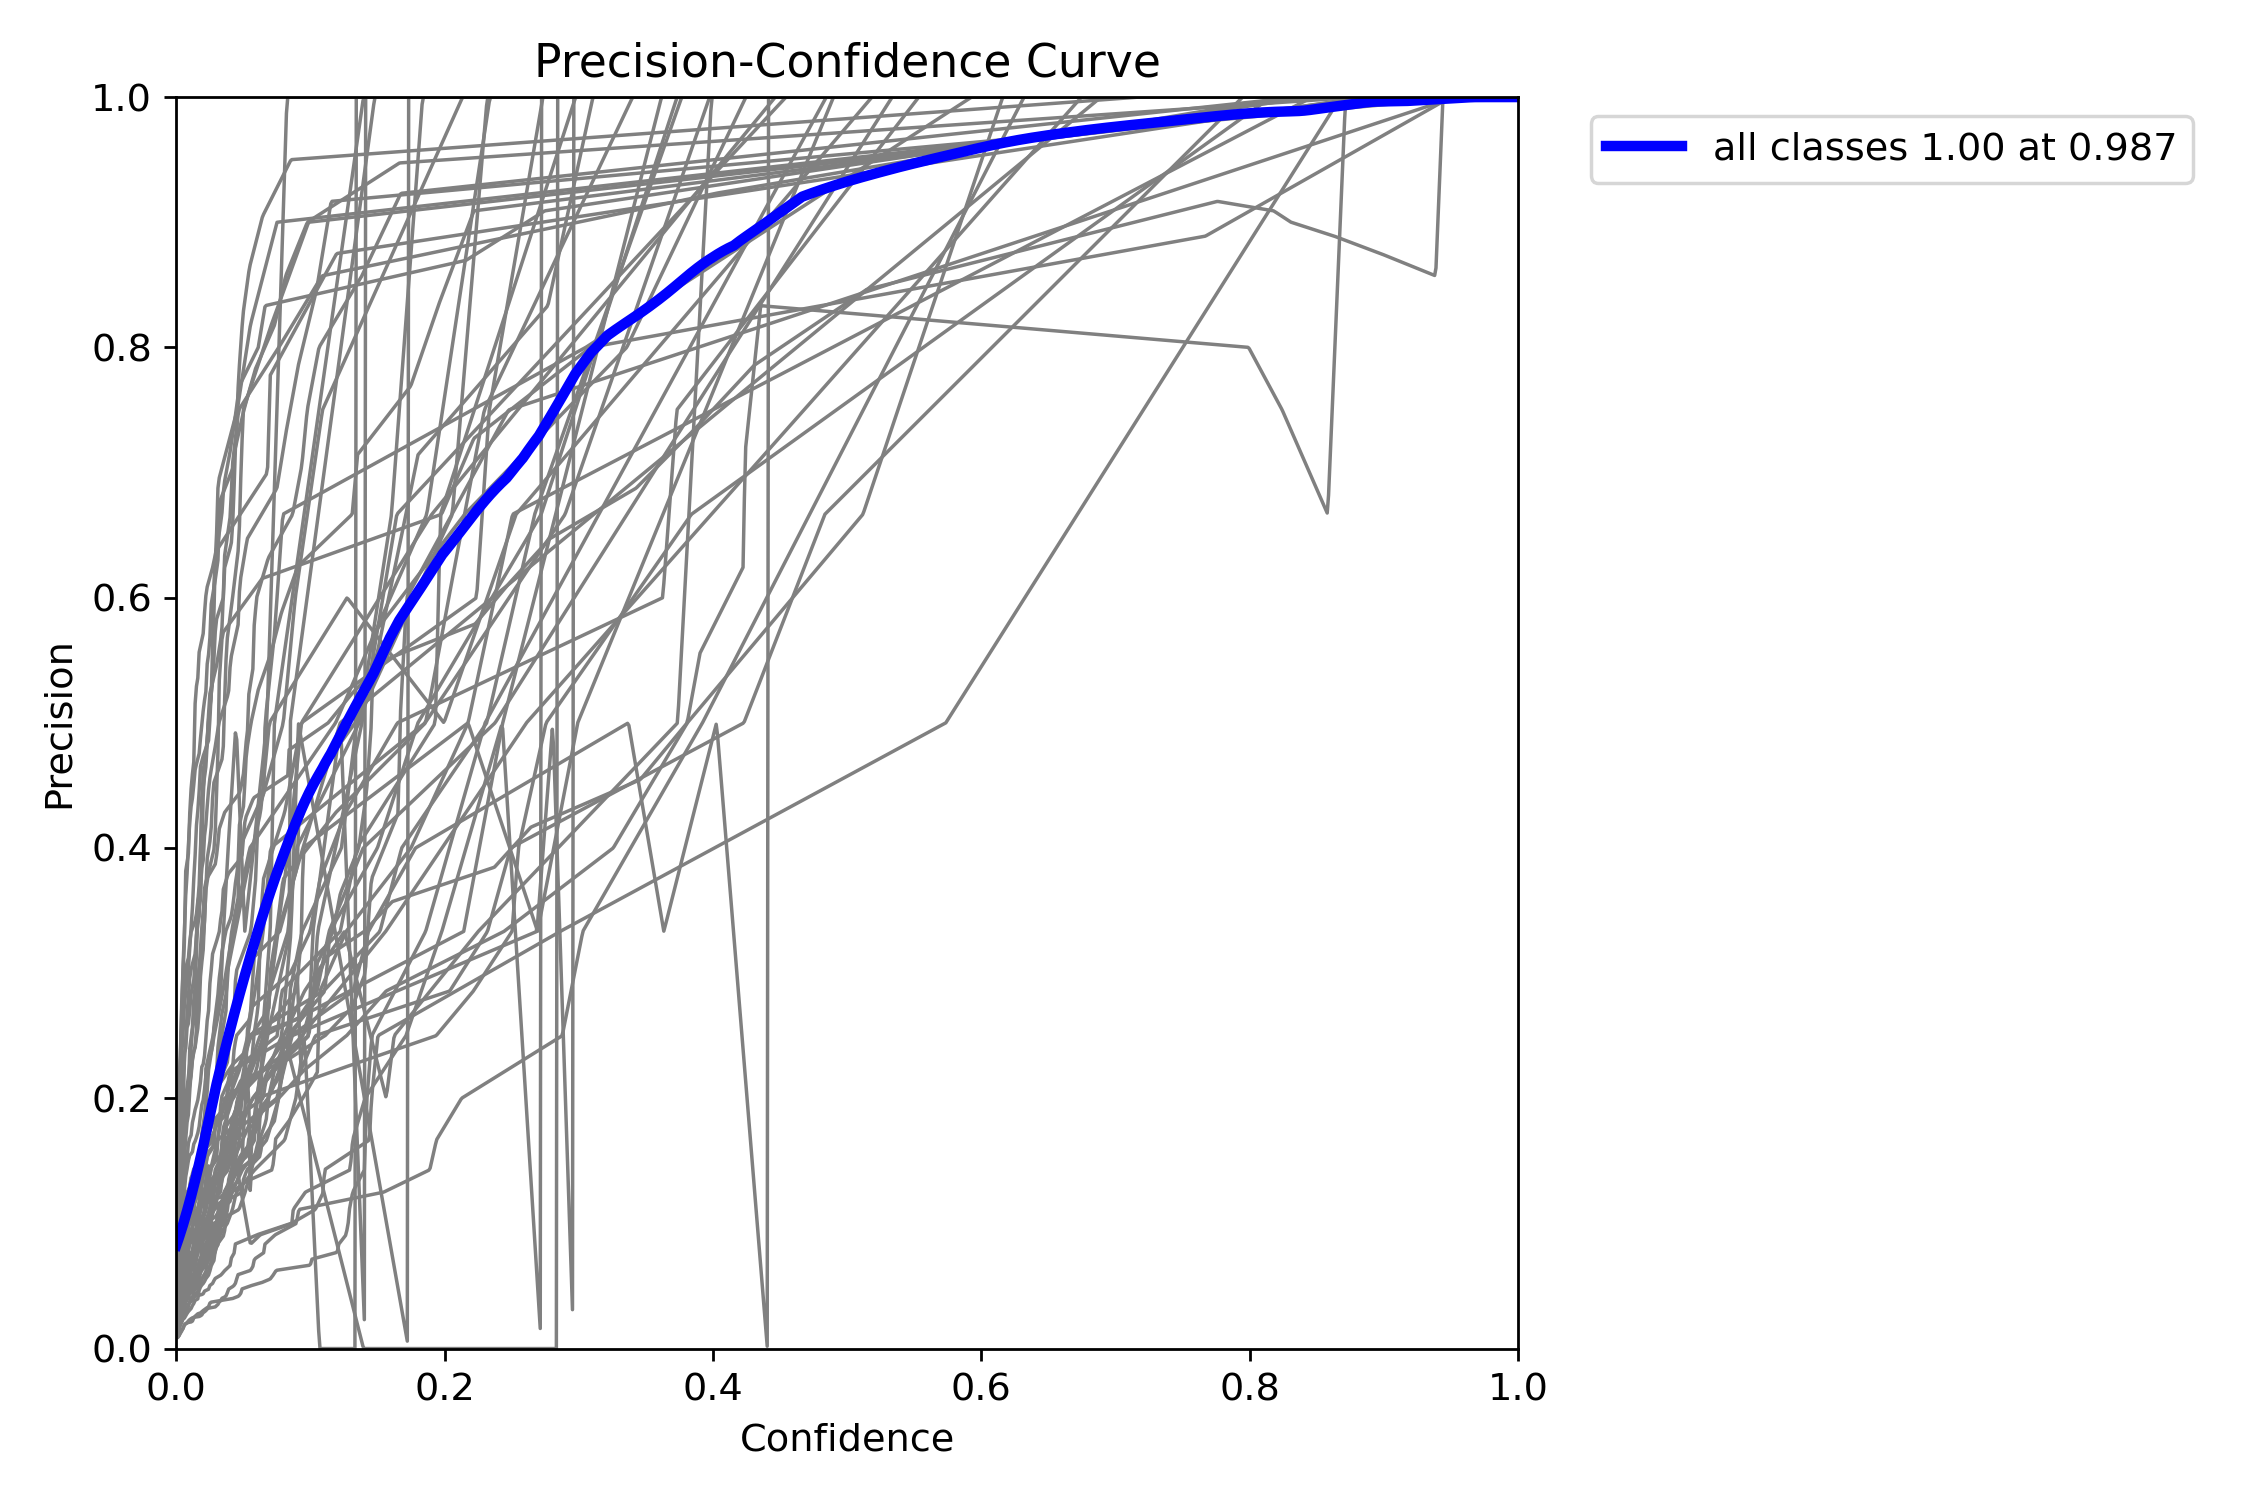 Precision-Confidence Curve
all classes 1.00 at 0.987
1.0
0.8
0.6
0.4
0.2
0.0
Precision
0.0 0.2 0.4 0.6 0.8 1.0
Confidence